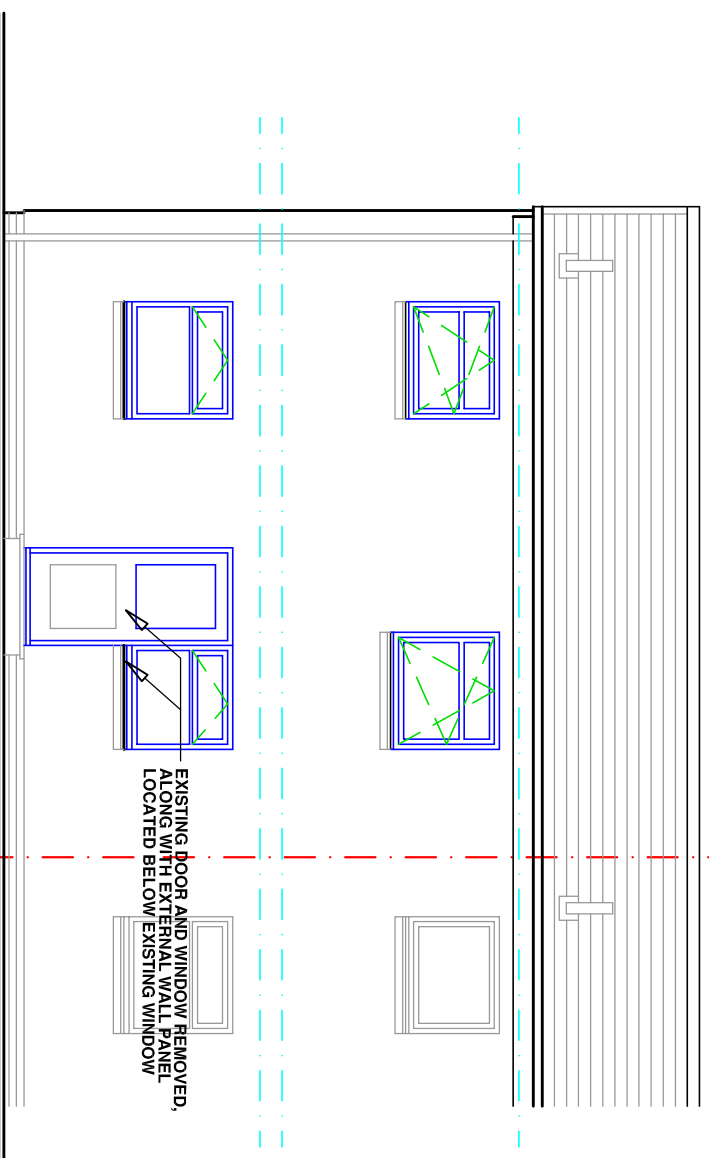 EXISTING DOOR AND WINDOW REMOVED,
ALONG WITH EXTERNAL WALL PANEL
LOCATED BELOW EXISTING WINDOW